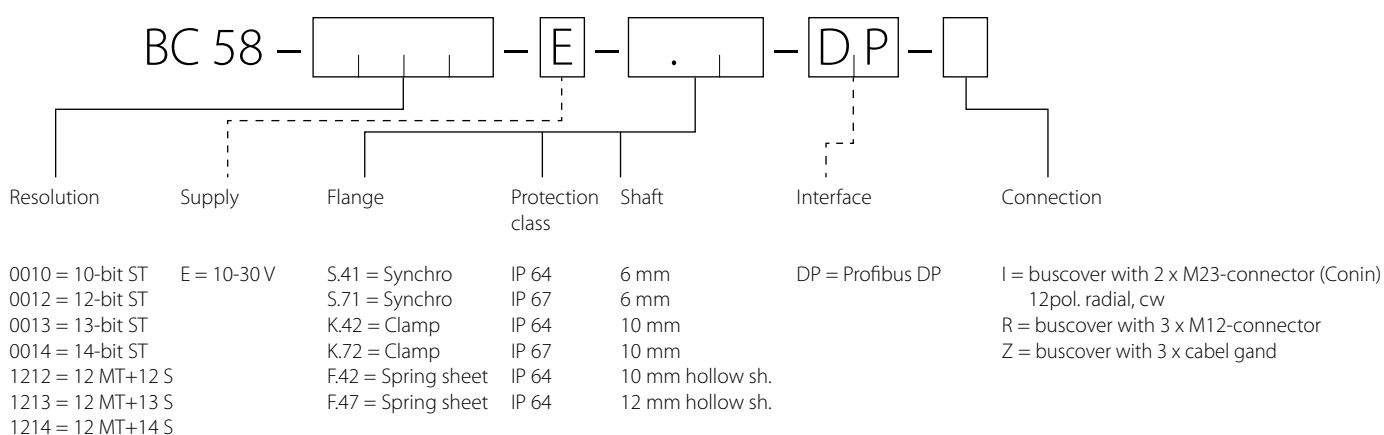 BC 58 – – E – . – DP –
Resolution Supply Flange Protection class Shaft Interface Connection
0010 = 10-bit ST E = 10-30 V S.41 = Synchro IP 64 6 mm DP = Profibus DP I = buscover with 2 x M23-connector (Conin)
0012 = 12-bit ST S.71 = Synchro IP 67 6 mm 12pol. radial, cw
0013 = 13-bit ST K.42 = Clamp IP 64 10 mm R = buscover with 3 x M12-connector
0014 = 14-bit ST K.72 = Clamp IP 67 10 mm Z = buscover with 3 x cabel gand
1212 = 12 MT+12 S F.42 = Spring sheet IP 64 10 mm hollow sh.
1213 = 12 MT+13 S F.47 = Spring sheet IP 64 12 mm hollow sh.
1214 = 12 MT+14 S